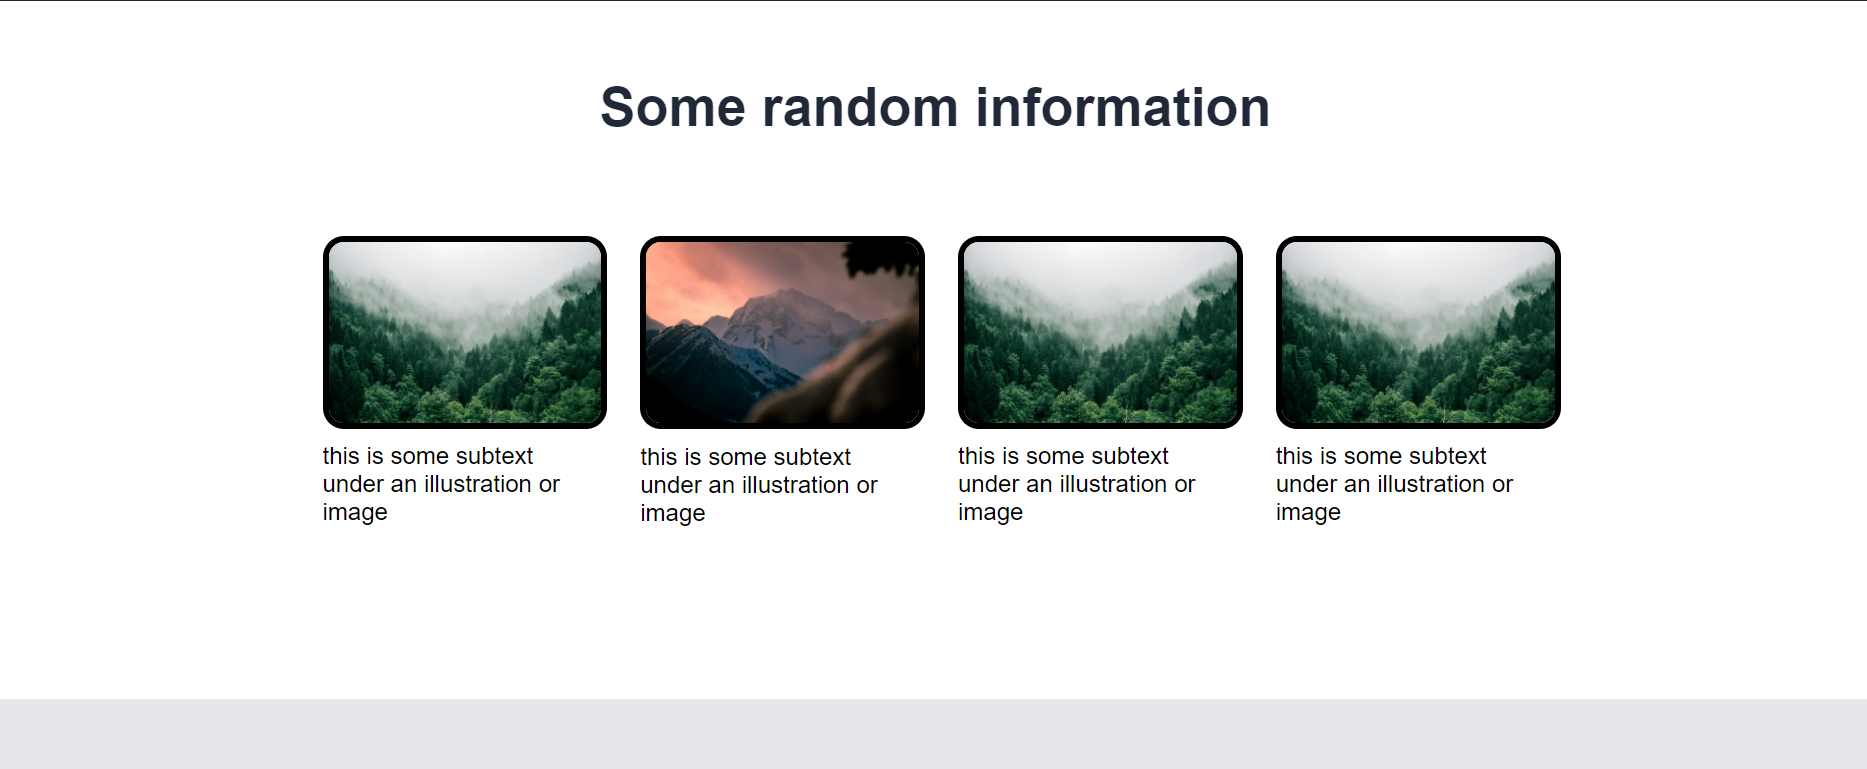 Some random information
this is some subtext
under an illustration or
image
this is some subtext
under an illustration or
image
this is some subtext
under an illustration or
image
this is some subtext
under an illustration or
image